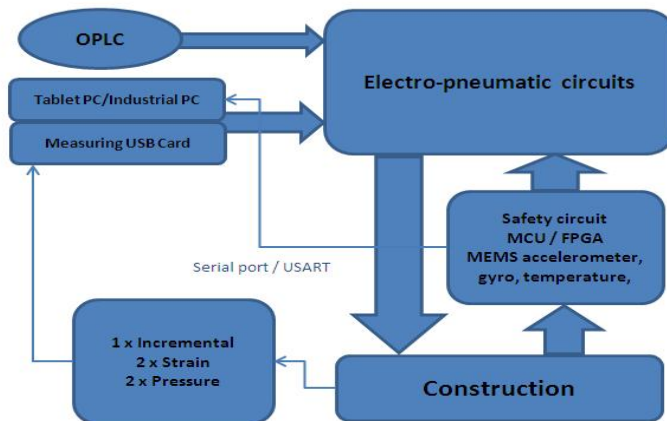 OPLC
Electro-pneumatic circuits
Tablet PC/Industrial PC
Measuring USB Card
Safety circuit
MCU / FPGA
MEMS accelerometer,
gyro, temperature,
Serial port / USART
1 x Incremental
2 x Strain
2 x Pressure
Construction